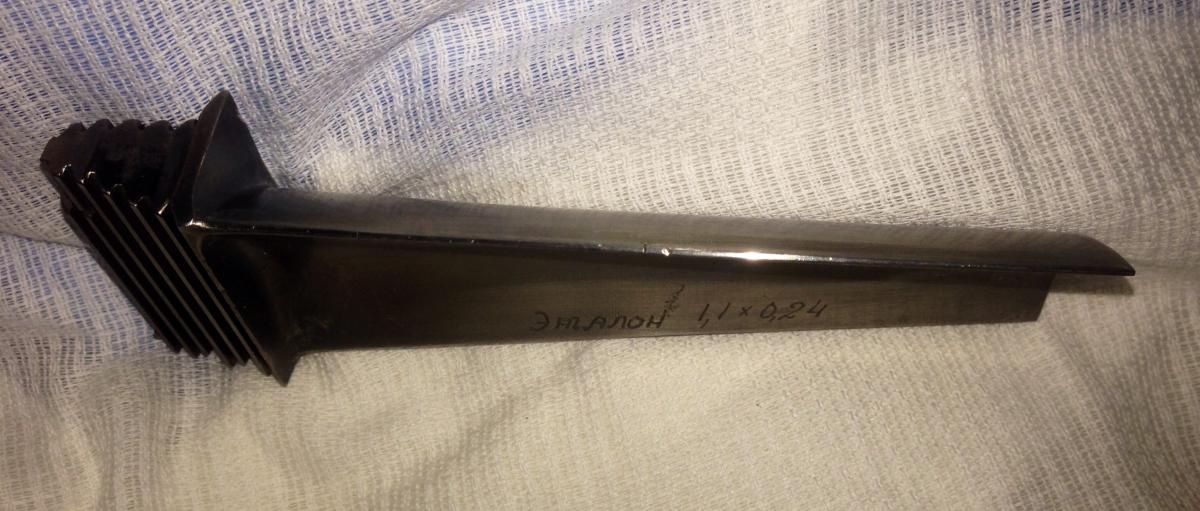 Эталон 1,1 × 0,24